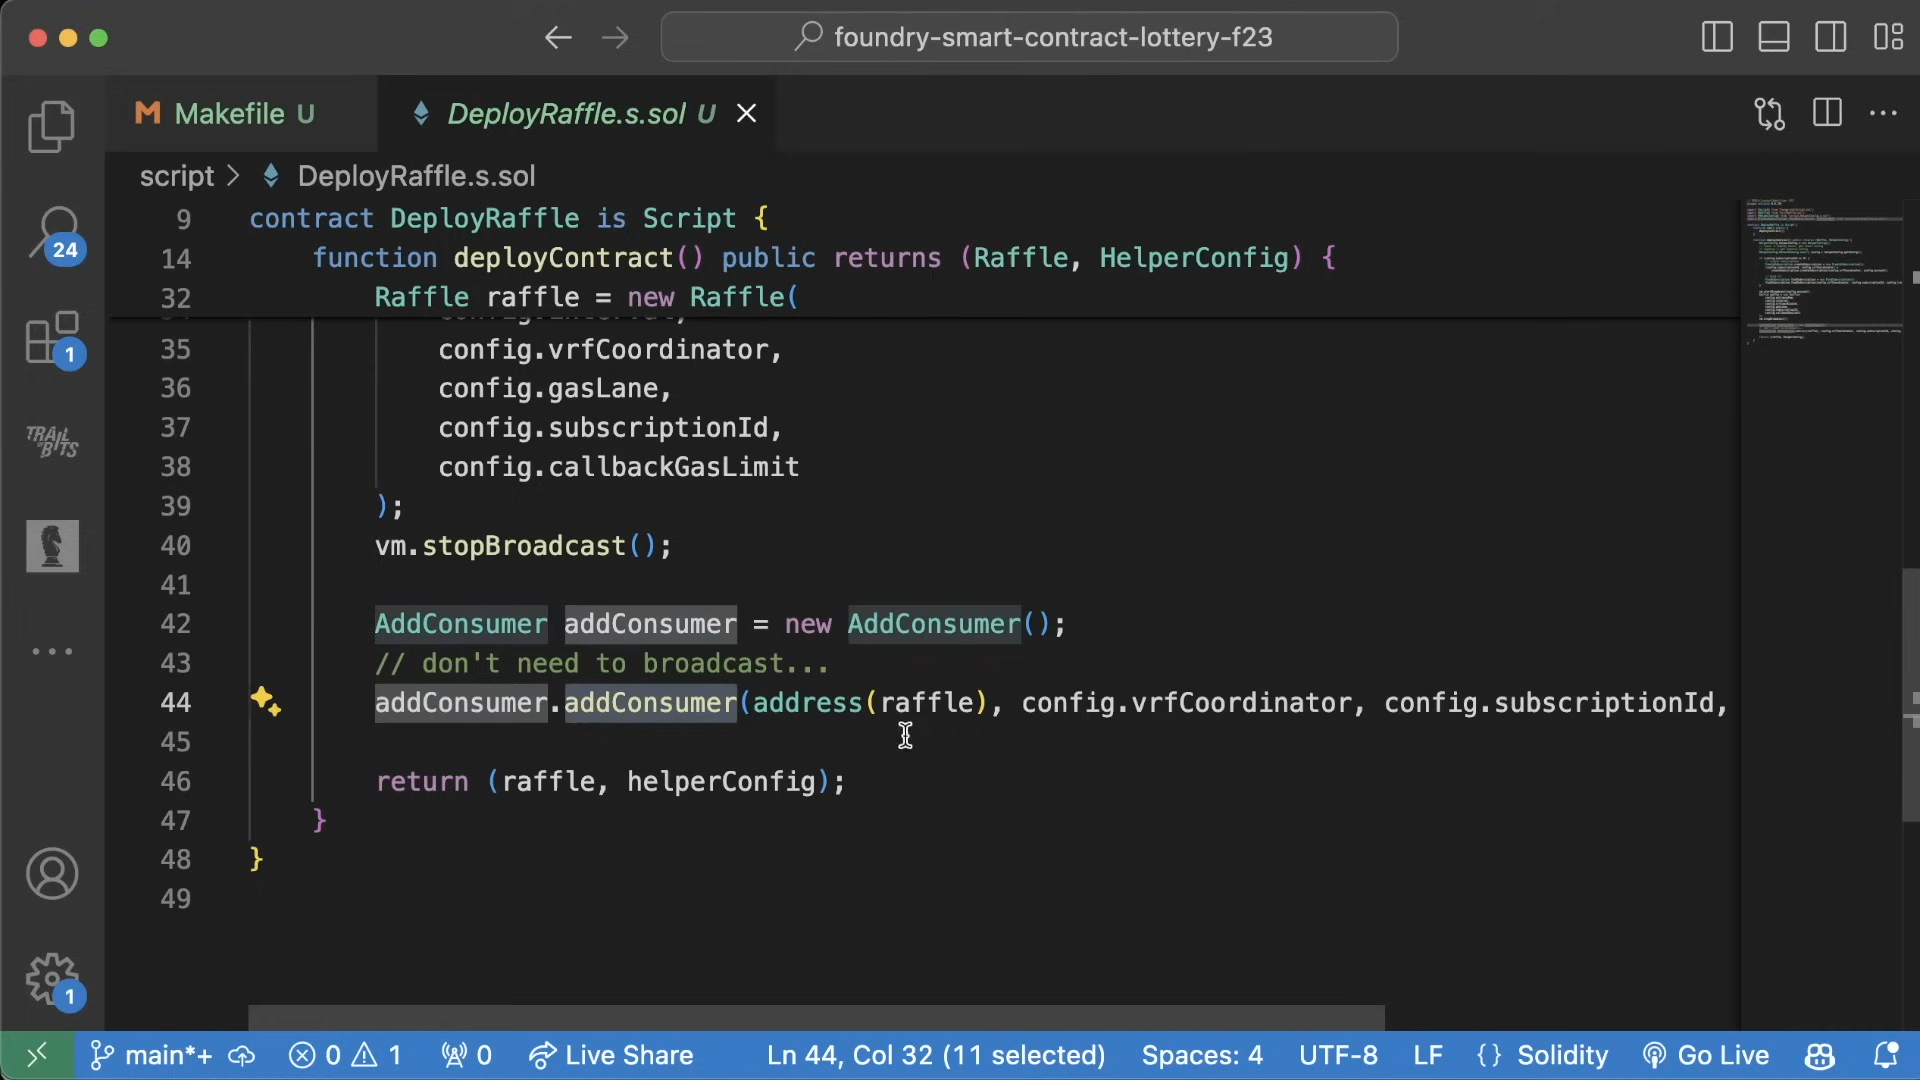 foundry-smart-contract-lottery-f23
Makefile U
DeployRaffle.s.sol U
script > DeployRaffle.s.sol
9 contract DeployRaffle is Script {
14 function deployContract() public returns (Raffle, HelperConfig) {
32 Raffle raffle = new Raffle(
35 config.vrfCoordinator,
36 config.gasLane,
37 config.subscriptionId,
38 config.callbackGasLimit
39 );
40 vm.stopBroadcast();
41
42 AddConsumer addConsumer = new AddConsumer();
43 // don't need to broadcast...
44 addConsumer.addConsumer(address(raffle), config.vrfCoordinator, config.subscriptionId,
45
46 return (raffle, helperConfig);
47 }
48 }
49
24
1
TRAIL OF BITS
1
main*+ 0 1 0 Live Share Ln 44, Col 32 (11 selected) Spaces: 4 UTF-8 LF {} Solidity Go Live